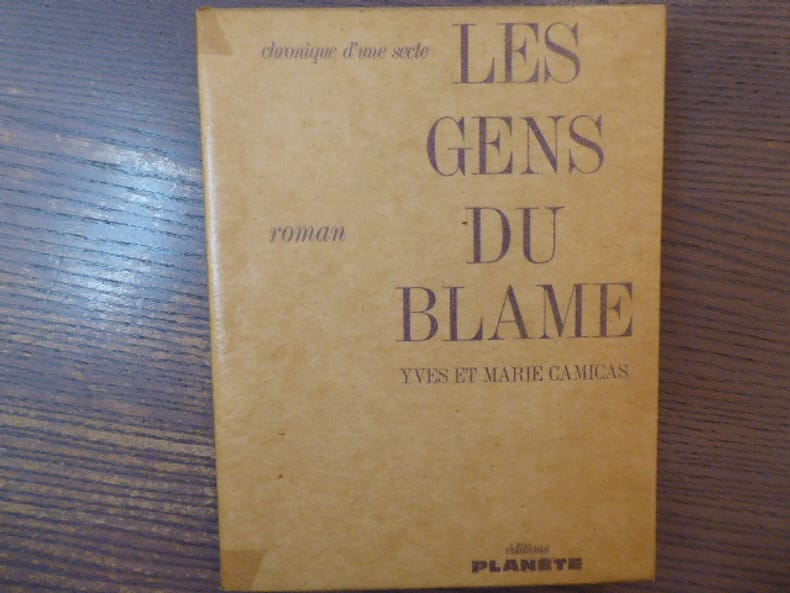 chronique d'une secte
LES
GENS
DU
BLAME
roman
YVES ET MARIE CAMICAS
éditions
PLANÈTE